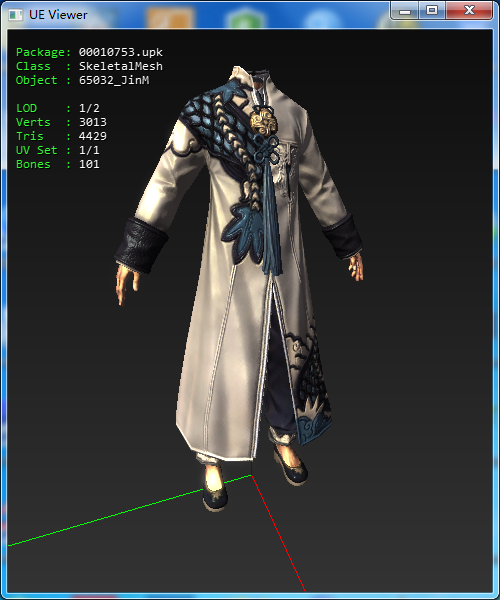 UE Viewer
Package: 00010753.upk
Class : SkeletalMesh
Object : 65032_JinM
LOD : 1/2
Verts : 3013
Tris : 4429
UV Set : 1/1
Bones : 101